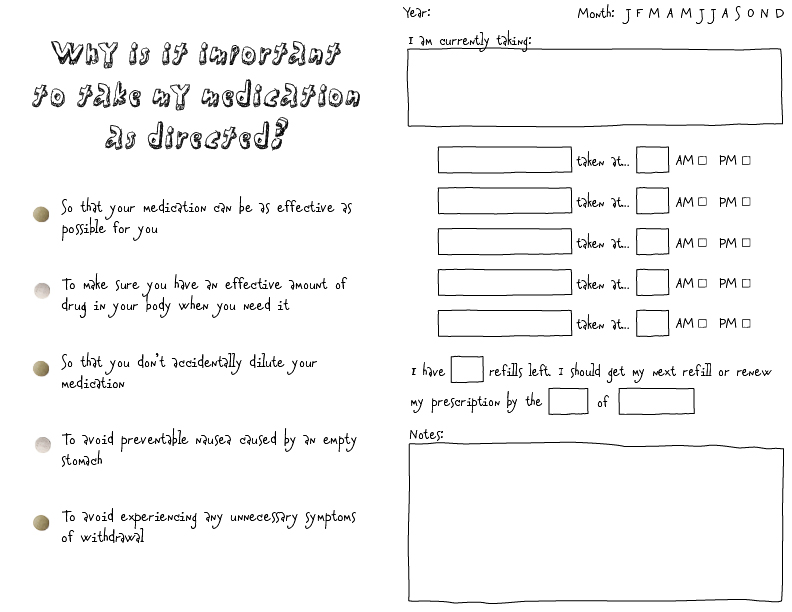 WhY is it important
to take mY medication
as directed?
So that your medication can be as effective as
possible for you
To make sure you have an effective amount of
drug in your body when you need it
So that you don't accidentally dilute your
medication
To avoid preventable nausea caused by an empty
stomach
To avoid experiencing any unnecessary symptoms
of withdrawal
Year: Month: J F M A M J J A S O N D
I am currently taking:
taken at... AM PM
taken at... AM PM
taken at... AM PM
taken at... AM PM
taken at... AM PM
I have refills left. I should get my next refill or renew
my prescription by the of
Notes: